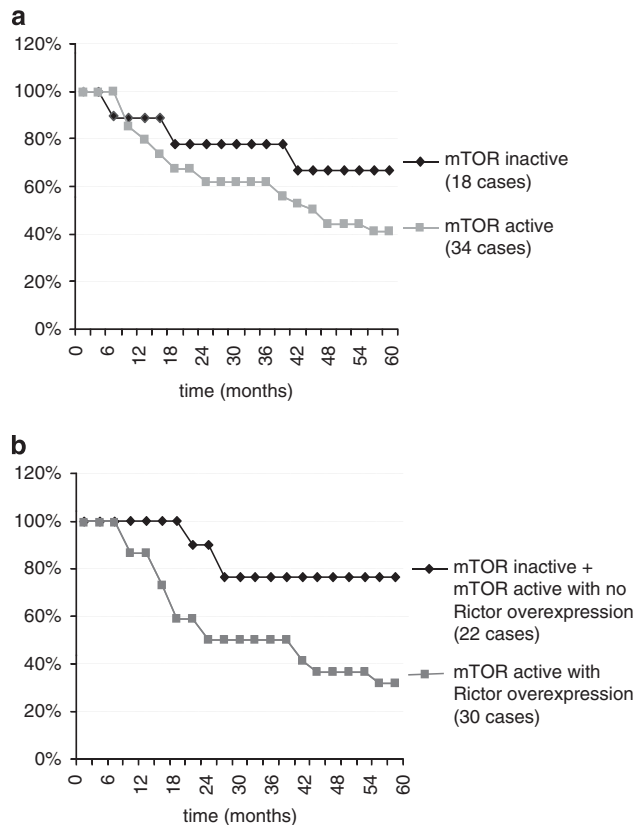 a
120%
100%
80%
60%
40%
20%
0%
0 6 12 18 24 30 36 42 48 54 60
time (months)
mTOR inactive
(18 cases)
mTOR active
(34 cases)
b
120%
100%
80%
60%
40%
20%
0%
0 6 12 18 24 30 36 42 48 54 60
time (months)
mTOR inactive +
mTOR active with no
Rictor overexpression
(22 cases)
mTOR active with
Rictor overexpression
(30 cases)